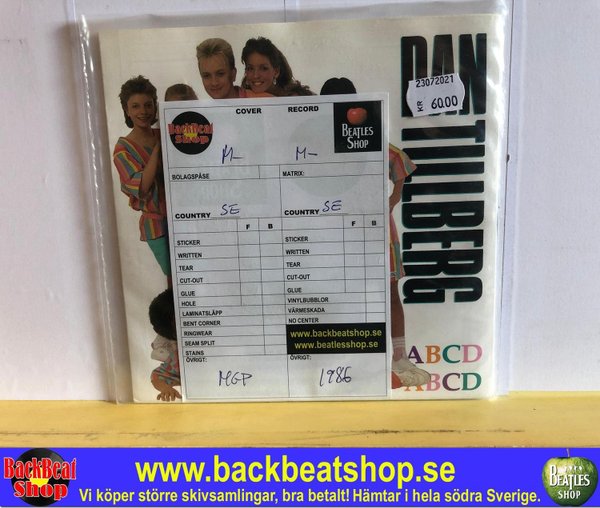 DAN TILLBERG
23072021
KR 60.00
ABCD
ABCD
COVER RECORD
BackBeat Shop
BEATLES SHOP
M- M-
BOLAGSPÅSE MATRIX:
COUNTRY SE COUNTRY SE
F B F B
STICKER STICKER
WRITTEN WRITTEN
TEAR TEAR
CUT-OUT CUT-OUT
GLUE GLUE
HOLE VINYLBUBBLOR
LAMINATSLÄPP VÄRMESKADA
BENT CORNER NO CENTER
RINGWEAR
SEAM SPLIT
STAINS
www.backbeatshop.se
www.beatlesshop.se
ÖVRIGT: ÖVRIGT:
MGP 1986
BackBeat Shop
www.backbeatshop.se
Vi köper större skivsamlingar, bra betalt! Hämtar i hela södra Sverige.
BEATLES SHOP